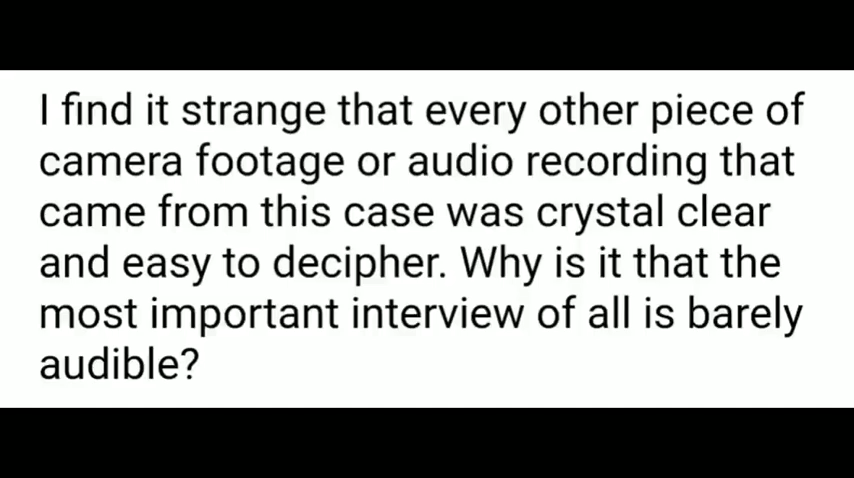 I find it strange that every other piece of
camera footage or audio recording that
came from this case was crystal clear
and easy to decipher. Why is it that the
most important interview of all is barely
audible?